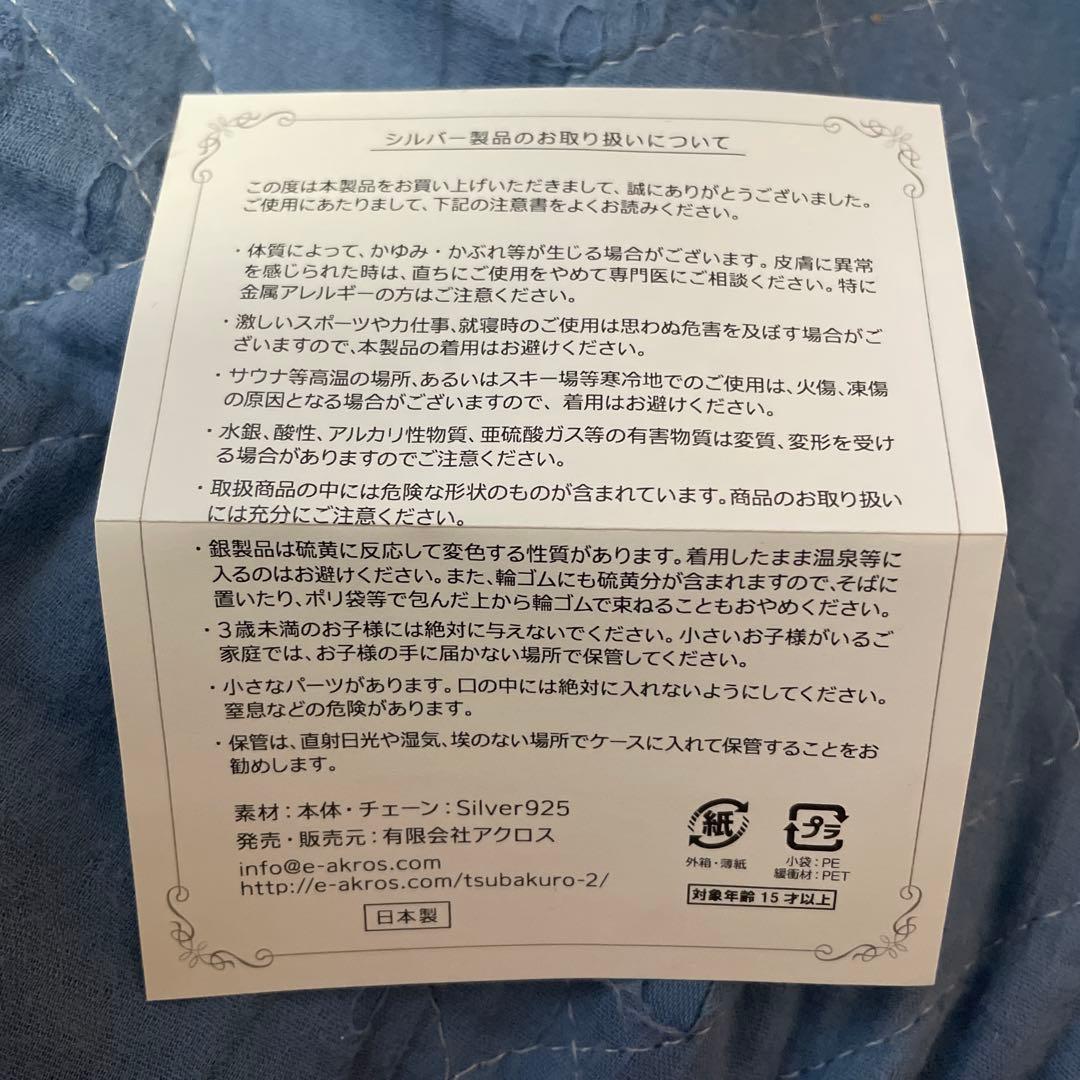 シルバー製品のお取り扱いについて
この度は本製品をお買い上げいただきまして、誠にありがとうございました。
ご使用にあたりまして、下記の注意書をよくお読みください。
・体質によって、かゆみ・かぶれ等が生じる場合がございます。皮膚に異常
を感じられた時は、直ちにご使用をやめて専門医にご相談ください。特に
金属アレルギーの方はご注意ください。
・激しいスポーツや力仕事、就寝時のご使用は思わぬ危害を及ぼす場合がご
ざいますので、本製品の着用はお避けください。
・サウナ等高温の場所、あるいはスキー場等寒冷地でのご使用は、火傷、凍傷
の原因となる場合がございますので、着用はお避けください。
・水銀、酸性、アルカリ性物質、亜硫酸ガス等の有害物質は変質、変形を受け
る場合がありますのでご注意ください。
・取扱商品の中には危険な形状のものが含まれています。商品のお取り扱い
には充分にご注意ください。
・銀製品は硫黄に反応して変色する性質があります。着用したまま温泉等に
入るのはお避けください。また、輪ゴムにも硫黄分が含まれますので、そばに
置いたり、ポリ袋等で包んだ上から輪ゴムで束ねることもおやめください。
・3歳未満のお子様には絶対に与えないでください。小さいお子様がいるご
家庭では、お子様の手に届かない場所で保管してください。
・小さなパーツがあります。口の中には絶対に入れないようにしてください。
窒息などの危険があります。
・保管は、直射日光や湿気、埃のない場所でケースに入れて保管することをお
勧めします。
素材：本体・チェーン：Silver925
発売・販売元：有限会社アクロス
info@e-akros.com
http://e-akros.com/tsubakuro-2/
日本製
紙
外箱・薄紙
プラ
小袋：PE
緩衝材：PET
対象年齢15才以上